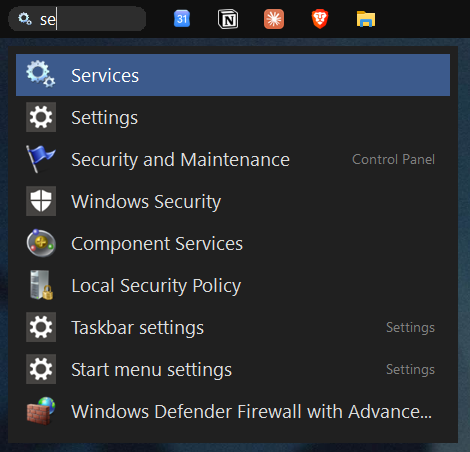 se
31
Services
Settings
Security and Maintenance Control Panel
Windows Security
Component Services
Local Security Policy
Taskbar settings Settings
Start menu settings Settings
Windows Defender Firewall with Advance...